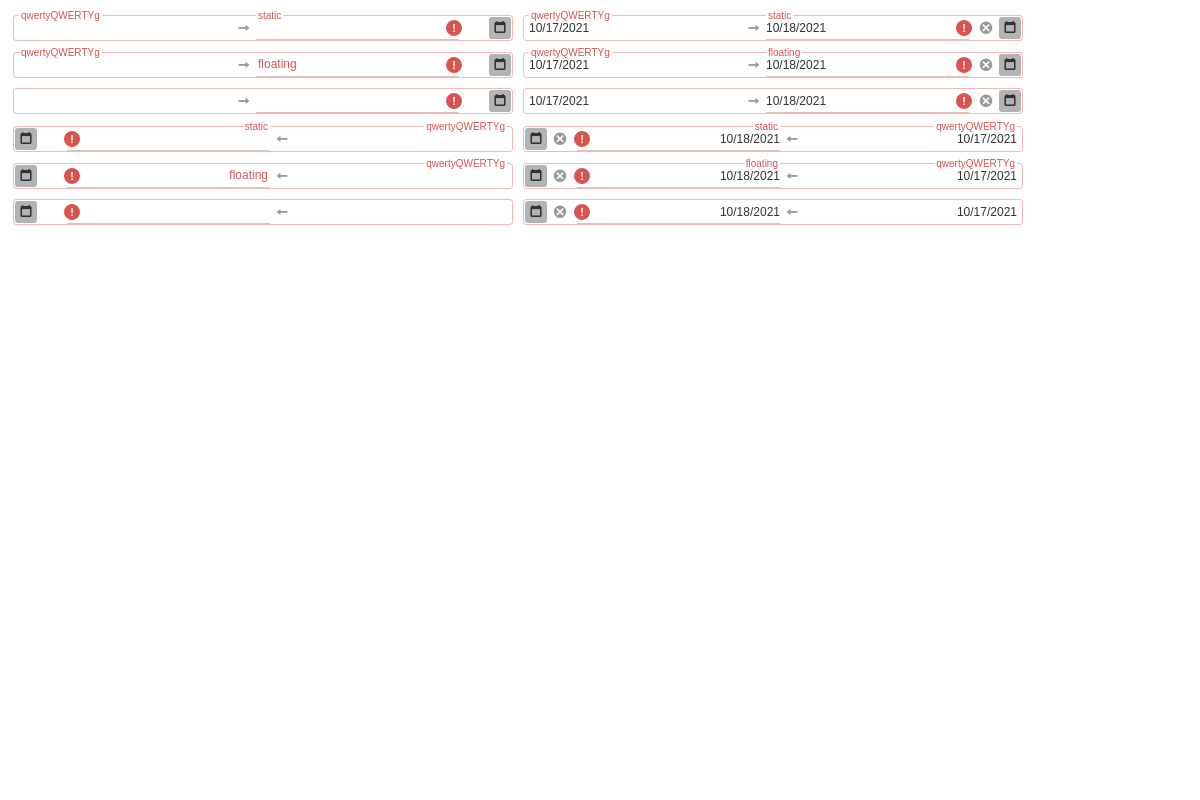 qwertyQWERTYg static qwertyQWERTYg static
10/17/2021 10/18/2021
qwertyQWERTYg qwertyQWERTYg floating
floating 10/17/2021 10/18/2021
10/17/2021 10/18/2021
static qwertyQWERTYg static qwertyQWERTYg
10/18/2021 10/17/2021
qwertyQWERTYg floating qwertyQWERTYg
floating 10/18/2021 10/17/2021
10/18/2021 10/17/2021